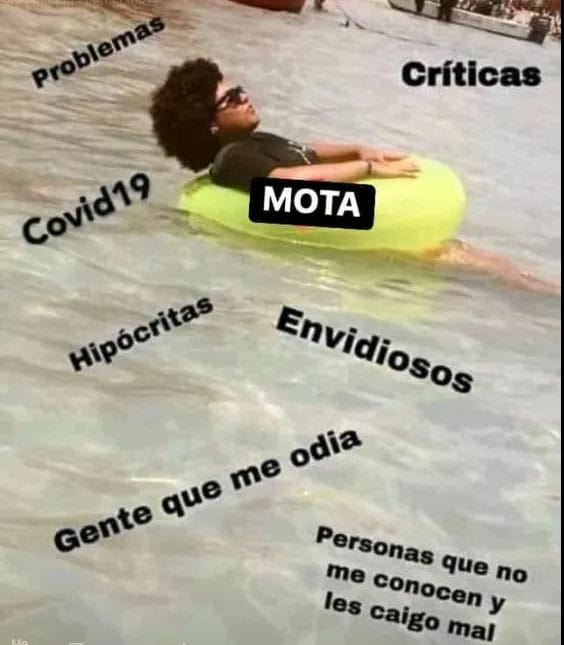 Problemas
Críticas
Covid19
MOTA
Hipócritas
Envidiosos
Gente que me odia
Personas que no
me conocen y
les caigo mal